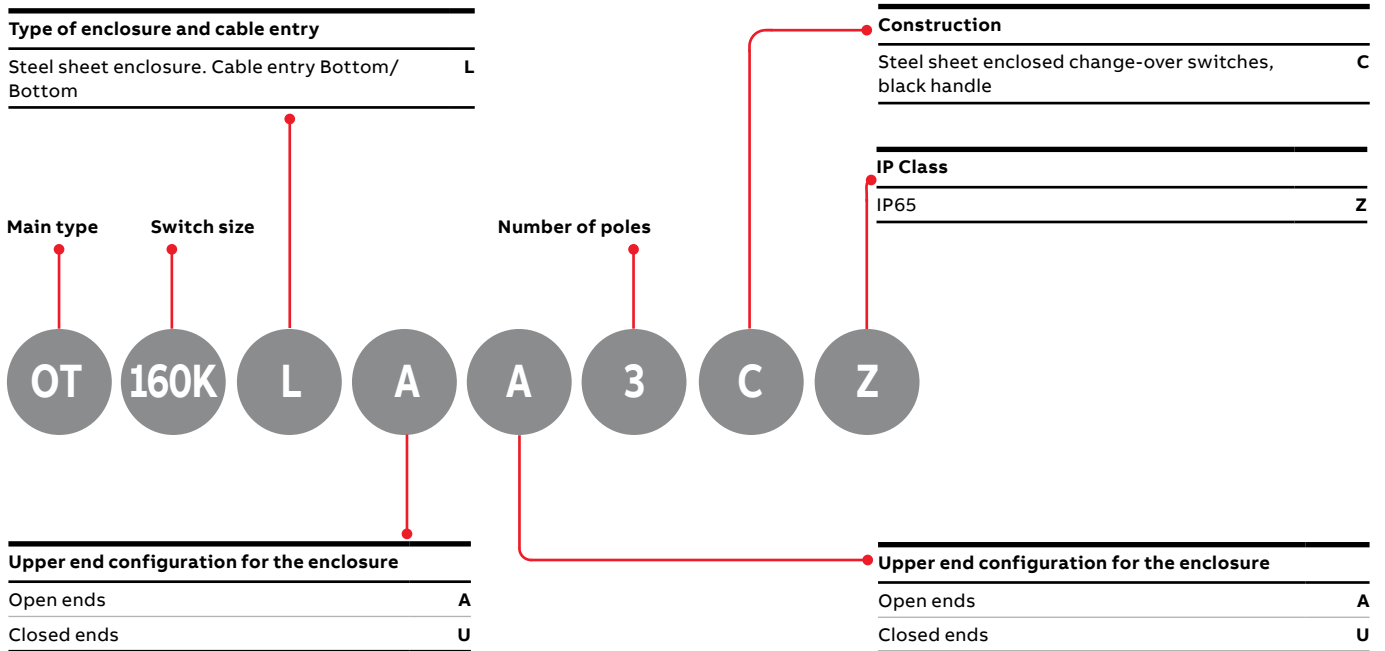 Type of enclosure and cable entry
Steel sheet enclosure. Cable entry Bottom/ L
Bottom
Construction
Steel sheet enclosed change-over switches, C
black handle
IP Class
IP65 Z
Main type Switch size Number of poles
OT 160K L A A 3 C Z
Upper end configuration for the enclosure
Open ends A
Closed ends U
Upper end configuration for the enclosure
Open ends A
Closed ends U